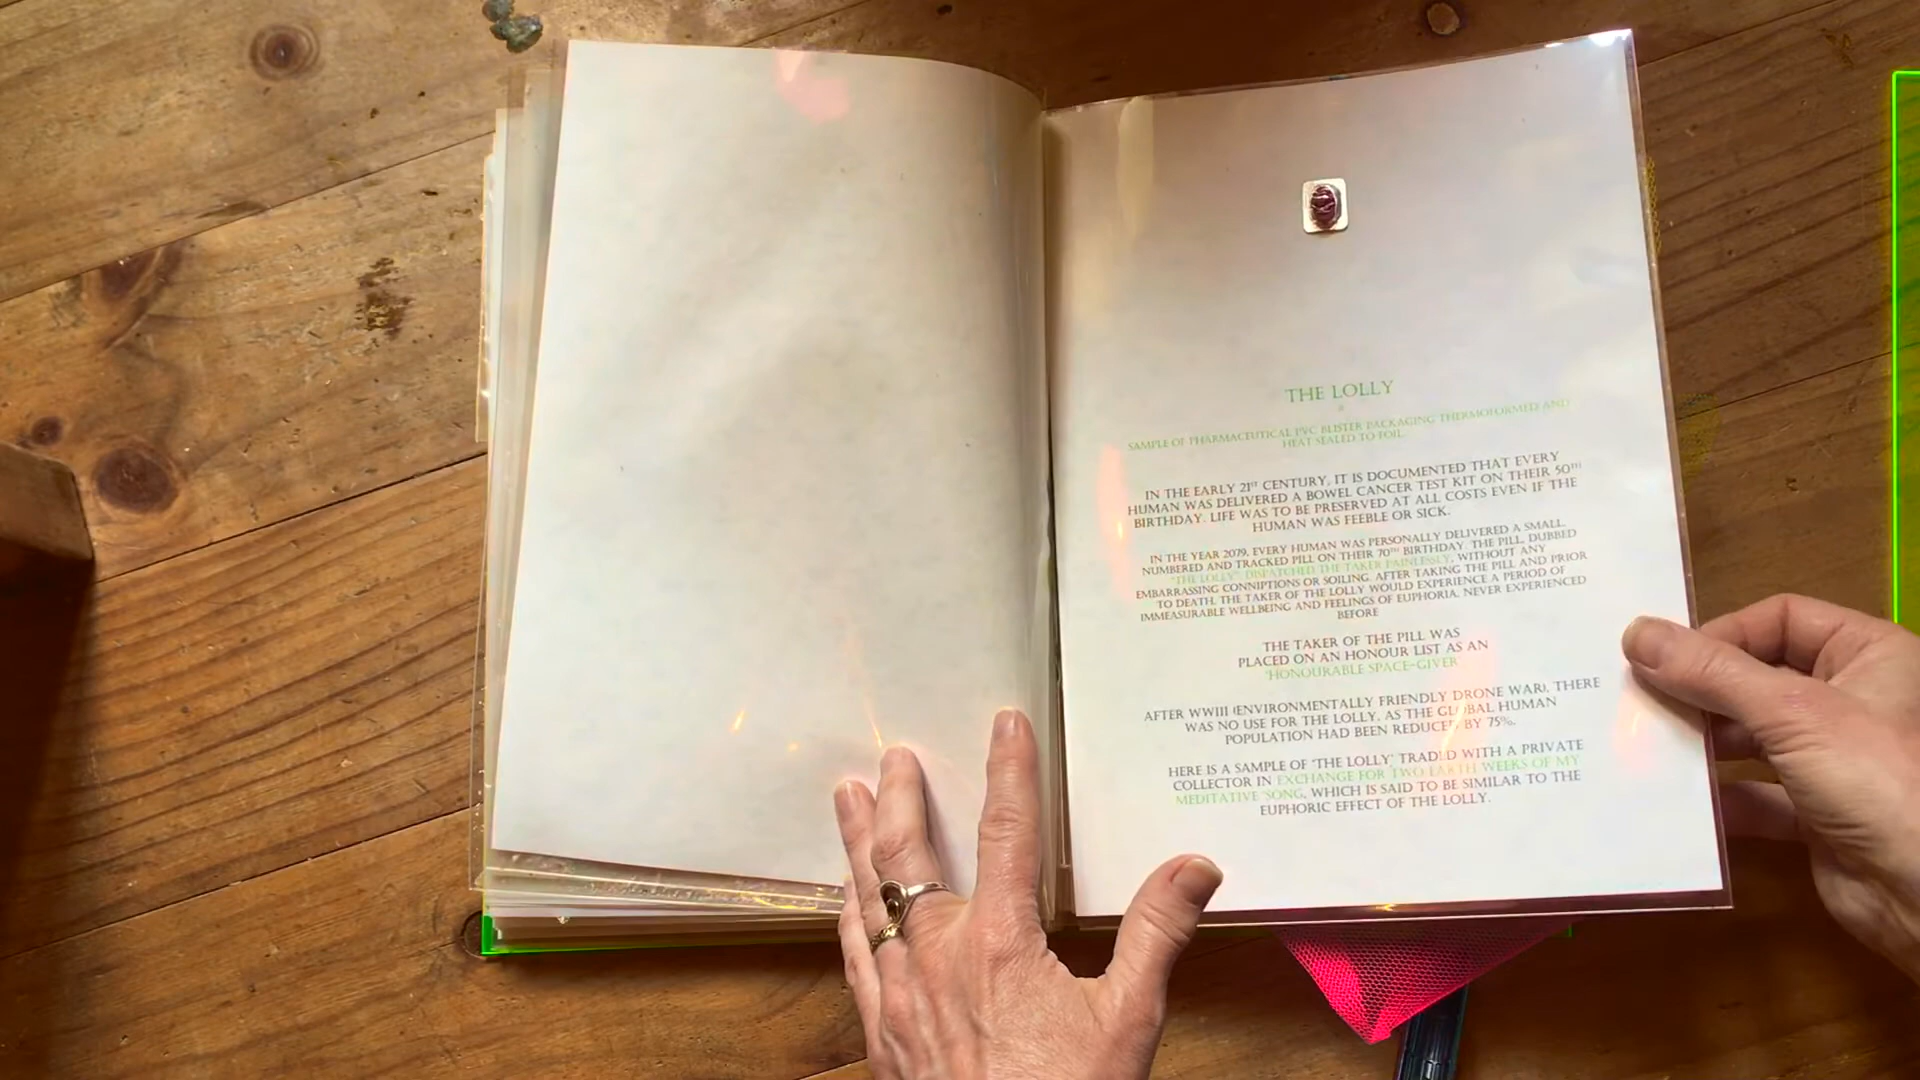 THE LOLLY
SAMPLE OF PHARMACEUTICAL PVC BLISTER PACKAGING THERMOFORMED AND
HEAT SEALED TO FOIL
IN THE EARLY 21ST CENTURY, IT IS DOCUMENTED THAT EVERY
HUMAN WAS DELIVERED A BOWEL CANCER TEST KIT ON THEIR 50TH
BIRTHDAY. LIFE WAS TO BE PRESERVED AT ALL COSTS EVEN IF THE
HUMAN WAS FEEBLE OR SICK.
IN THE YEAR 2079, EVERY HUMAN WAS PERSONALLY DELIVERED A SMALL,
NUMBERED AND TRACKED PILL ON THEIR 70TH BIRTHDAY. THE PILL, DUBBED
"THE LOLLY" DISPATCHED THE TAKER PAINLESSLY, WITHOUT ANY
EMBARRASSING CONNIPTIONS OR SOILING. AFTER TAKING THE PILL AND PRIOR
TO DEATH, THE TAKER OF THE LOLLY WOULD EXPERIENCE A PERIOD OF
IMMEASURABLE WELLBEING AND FEELINGS OF EUPHORIA, NEVER EXPERIENCED
BEFORE
THE TAKER OF THE PILL WAS
PLACED ON AN HONOUR LIST AS AN
'HONOURABLE SPACE-GIVER'
AFTER WWIII (ENVIRONMENTALLY FRIENDLY DRONE WAR), THERE
WAS NO USE FOR THE LOLLY, AS THE GLOBAL HUMAN
POPULATION HAD BEEN REDUCED BY 75%.
HERE IS A SAMPLE OF 'THE LOLLY' TRADED WITH A PRIVATE
COLLECTOR IN EXCHANGE FOR TWO EARTH WEEKS OF MY
MEDITATIVE 'SONG', WHICH IS SAID TO BE SIMILAR TO THE
EUPHORIC EFFECT OF THE LOLLY.